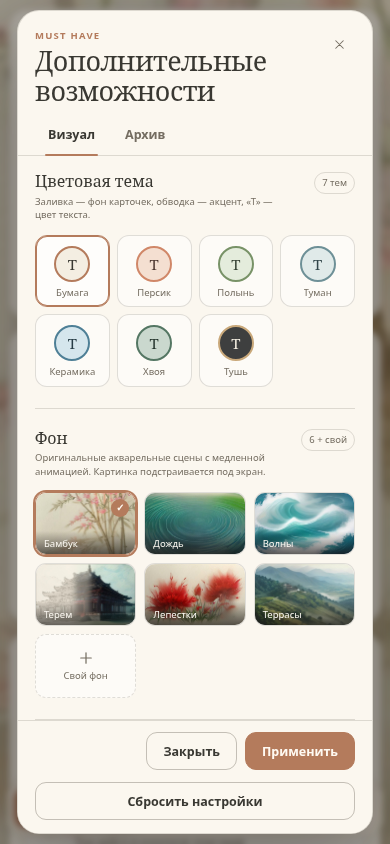 MUST HAVE
Дополнительные
возможности
Визуал Архив
Цветовая тема
7 тем
Заливка — фон карточек, обводка — акцент, «Т» —
цвет текста.
Т Т Т Т
Бумага Персик Полынь Туман
Т Т Т
Керамика Хвоя Тушь
Фон
6 + свой
Оригинальные акварельные сцены с медленной
анимацией. Картинка подстраивается под экран.
Бамбук Дождь Волны
Терем Лепестки Террасы
Свой фон
Закрыть Применить
Сбросить настройки